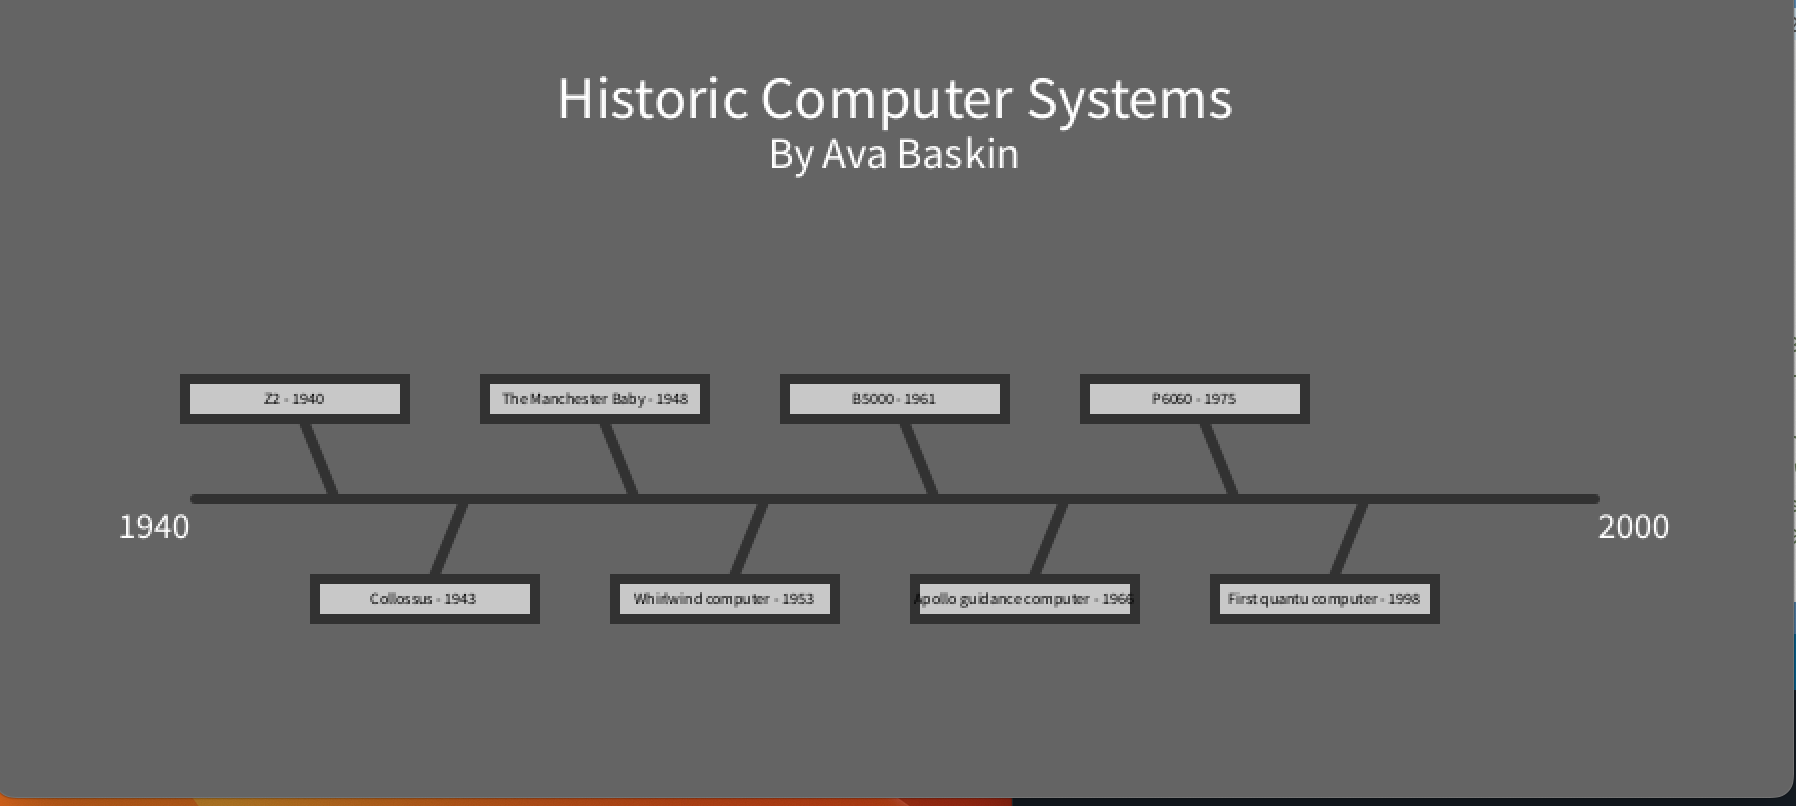 Historic Computer Systems
By Ava Baskin
Z2 - 1940
The Manchester Baby - 1948
B5000 - 1961
P6060 - 1975
1940
2000
Collossus - 1943
Whirlwind computer - 1953
Apollo guidance computer - 1966
First quantu computer - 1998